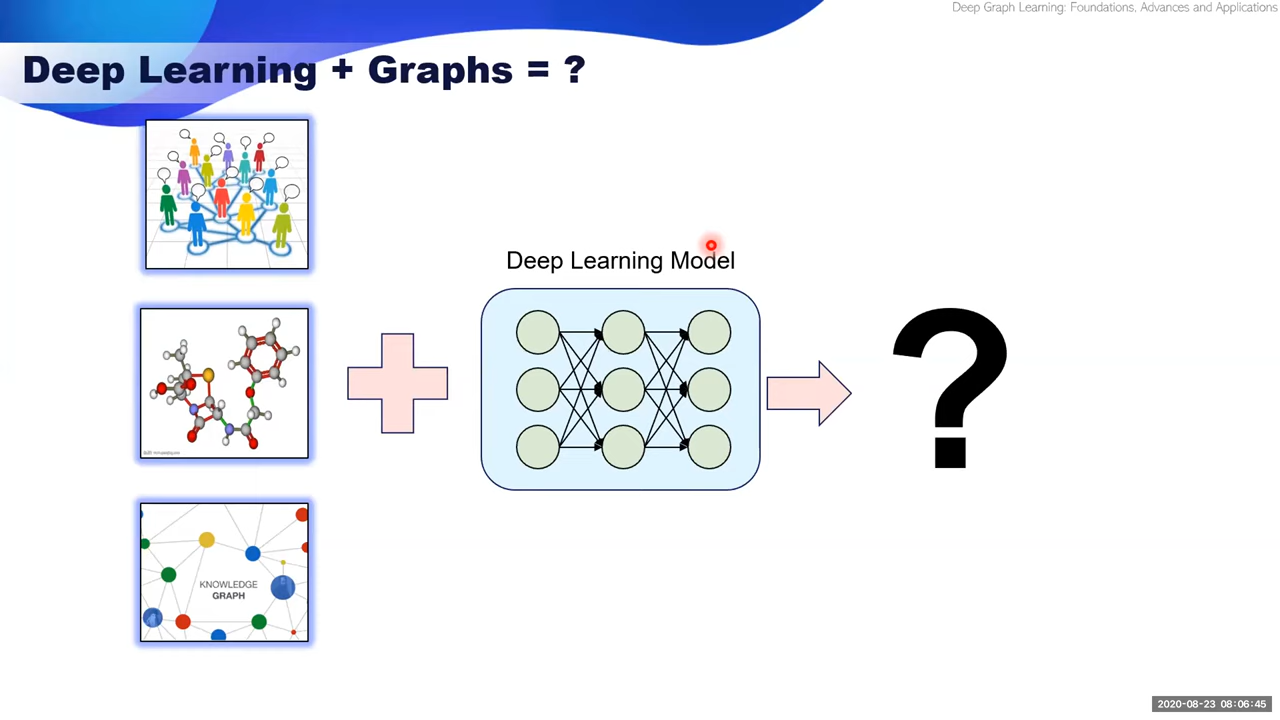 Deep Graph Learning: Foundations, Advances and Applications
Deep Learning + Graphs = ?
Deep Learning Model
?
KNOWLEDGE
GRAPH
2020-08-23 08:06:45